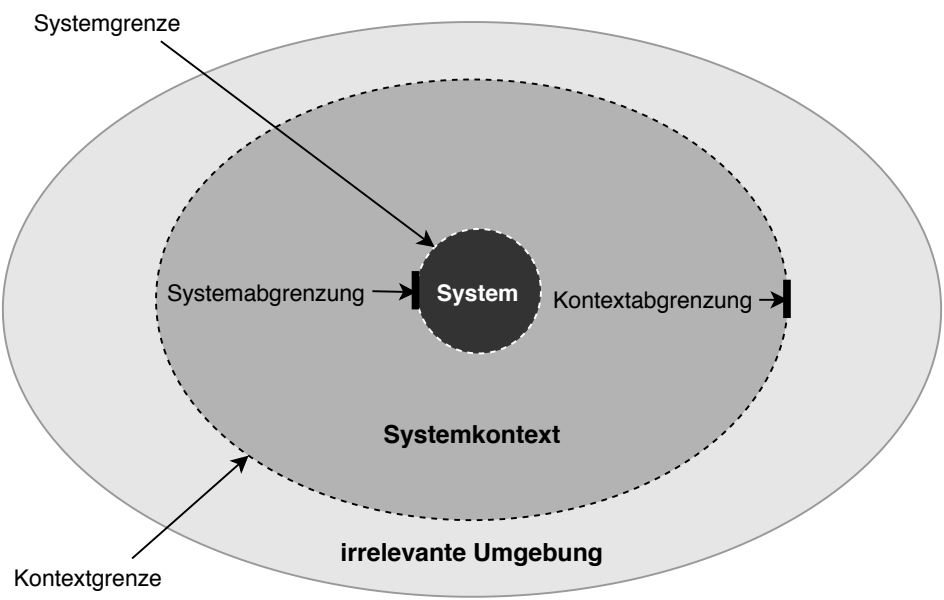 Systemgrenze
Systemabgrenzung
System
Kontextabgrenzung
Systemkontext
irrelevante Umgebung
Kontextgrenze